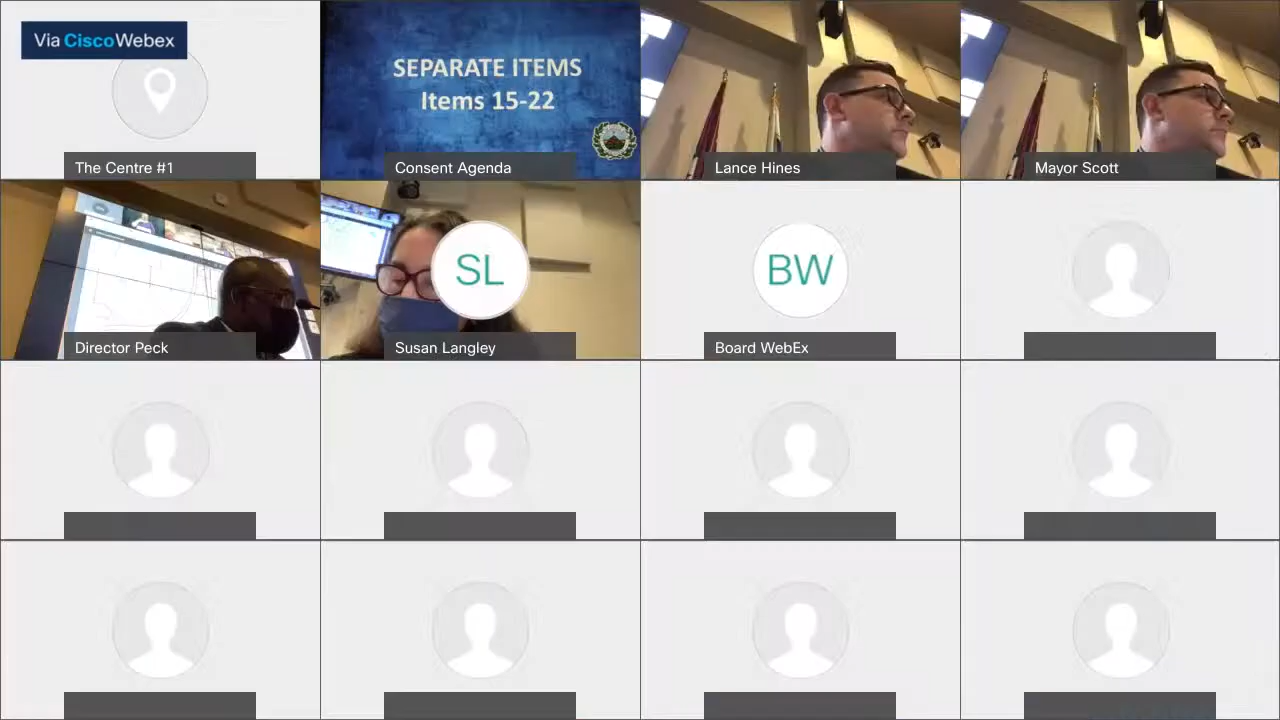 Via CiscoWebex
SEPARATE ITEMS
Items 15-22
The Centre #1
Consent Agenda
Lance Hines
Mayor Scott
SL
BW
Director Peck
Susan Langley
Board WebEx